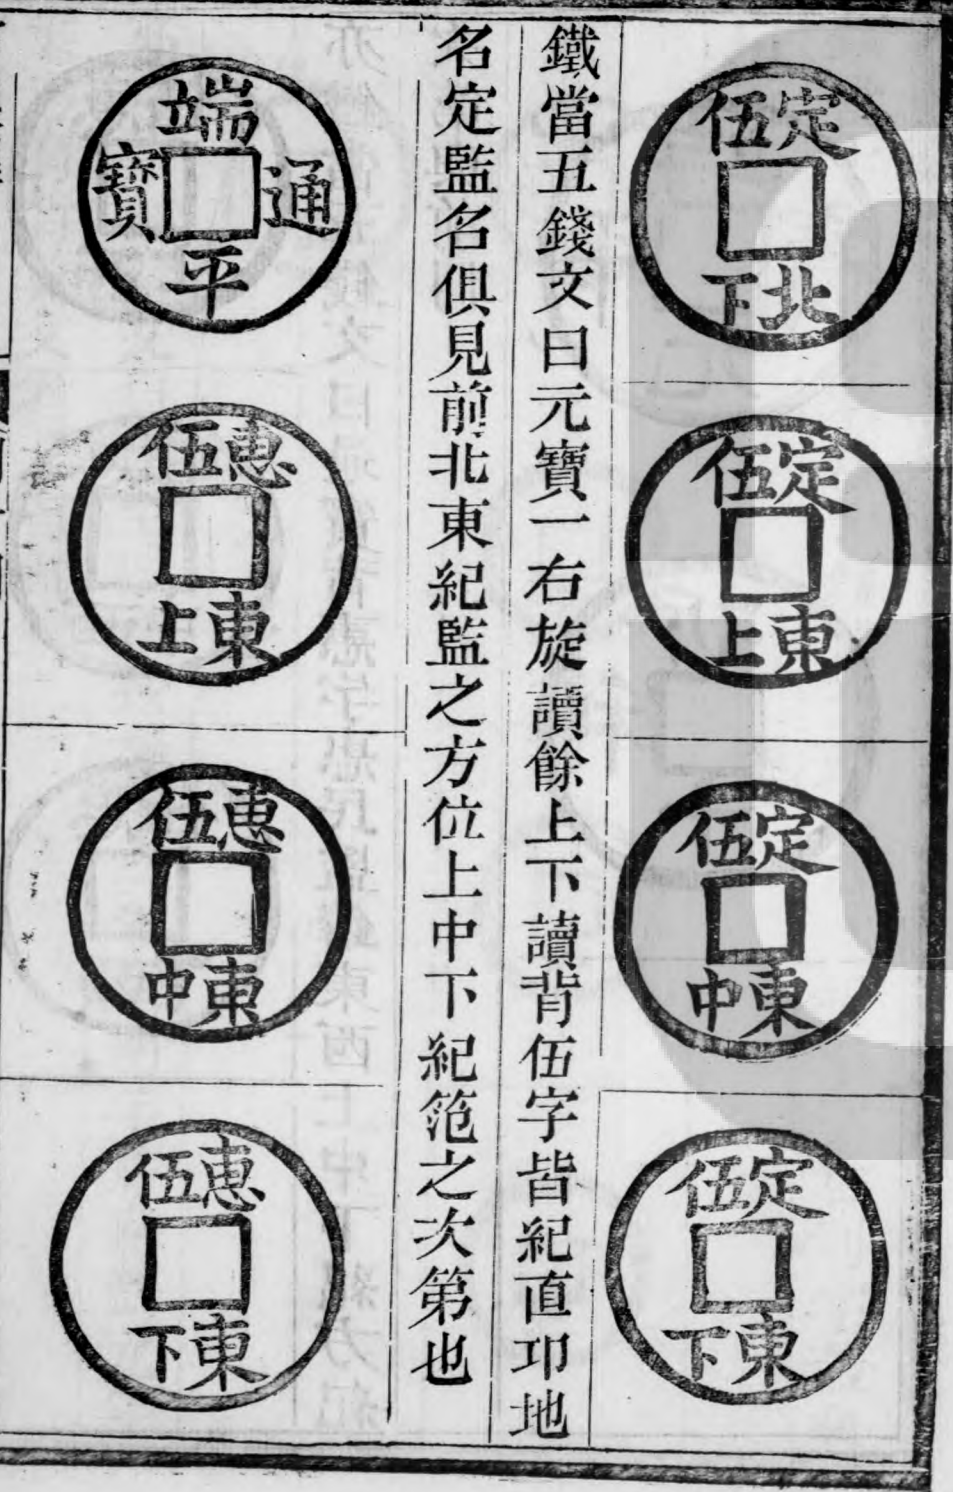 定伍
北下
定伍
東上
定伍
東中
定伍
東下
鐵當五錢文曰元寶一右旋讀餘上下讀背伍字皆紀直卭地
名定監名俱見前北東紀監之方位上中下紀笵之次第也
端平通寶
惠伍
東上
惠伍
東中
惠伍
東下